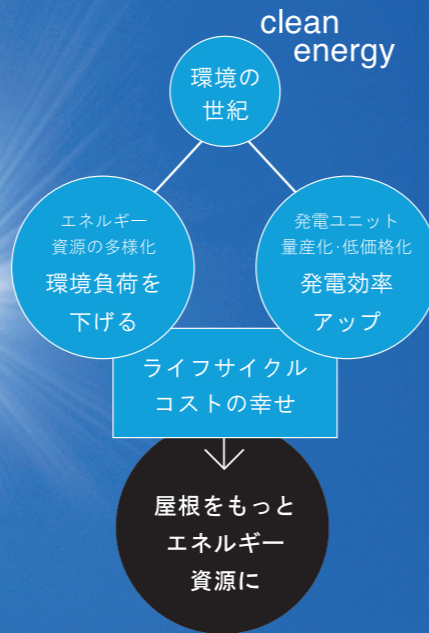 clean
energy
環境の
世紀
エネルギー
資源の多様化
環境負荷を
下げる
発電ユニット
量産化・低価格化
発電効率
アップ
ライフサイクル
コストの幸せ
屋根をもっと
エネルギー
資源に